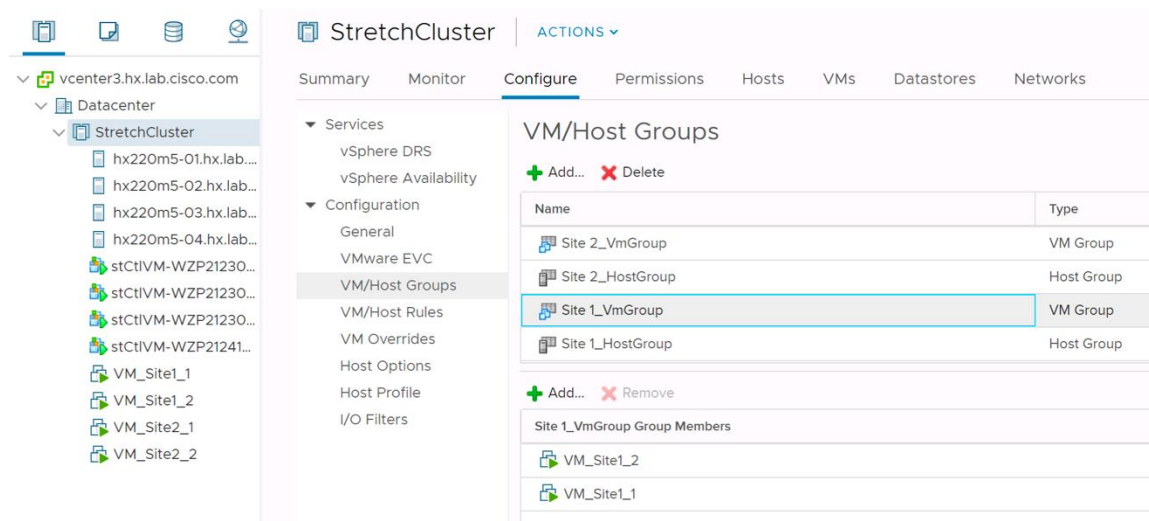 StretchCluster
ACTIONS
Summary Monitor Configure Permissions Hosts VMs Datastores Networks
vcenter3.hx.lab.cisco.com
Datacenter
StretchCluster
hx220m5-01.hx.lab....
hx220m5-02.hx.lab...
hx220m5-03.hx.lab...
hx220m5-04.hx.lab...
stCtlVM-WZP21230...
stCtlVM-WZP21230...
stCtlVM-WZP21230...
stCtlVM-WZP21241...
VM_Site1_1
VM_Site1_2
VM_Site2_1
VM_Site2_2
Services
vSphere DRS
vSphere Availability
Configuration
General
VMware EVC
VM/Host Groups
VM/Host Rules
VM Overrides
Host Options
Host Profile
I/O Filters
VM/Host Groups
Add... Delete
Name Type
Site 2_VmGroup VM Group
Site 2_HostGroup Host Group
Site 1_VmGroup VM Group
Site 1_HostGroup Host Group
Add... Remove
Site 1_VmGroup Group Members
VM_Site1_2
VM_Site1_1